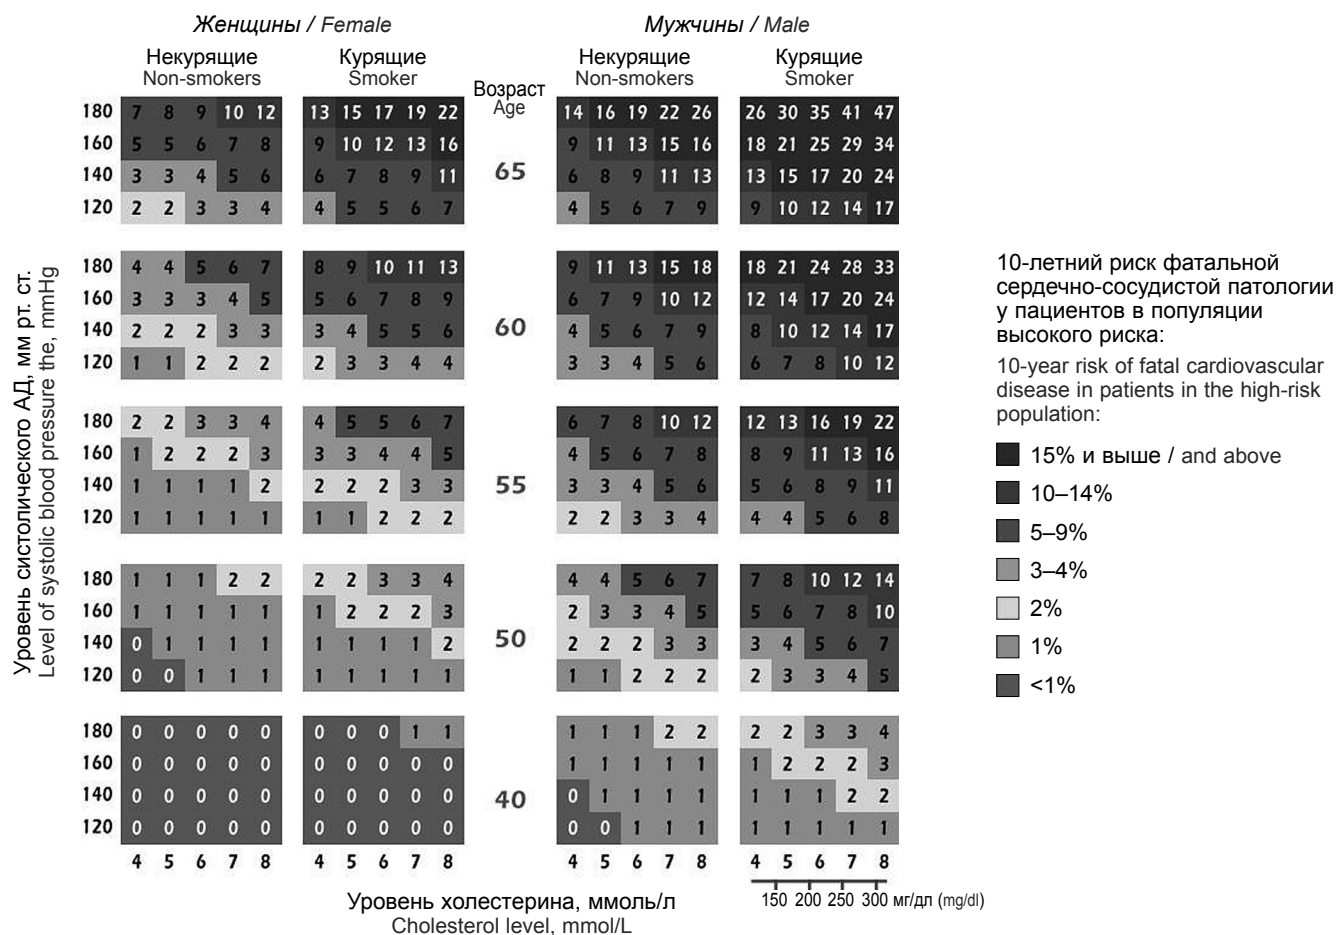 Женщины / Female
Мужчины / Male
Некурящие
Non-smokers
Курящие
Smoker
Возраст
Age
Некурящие
Non-smokers
Курящие
Smoker
Уровень систолического АД, мм рт. ст.
Level of systolic blood pressure the, mmHg
180 7 8 9 10 12 13 15 17 19 22 14 16 19 22 26 26 30 35 41 47
160 5 5 6 7 8 9 10 12 13 16 9 11 13 15 16 18 21 25 29 34
65
140 3 3 4 5 6 6 7 8 9 11 6 8 9 11 13 13 15 17 20 24
120 2 2 3 3 4 4 5 5 6 7 4 5 6 7 9 9 10 12 14 17
180 4 4 5 6 7 8 9 10 11 13 9 11 13 15 18 18 21 24 28 33
160 3 3 3 4 5 5 6 7 8 9 6 7 9 10 12 12 14 17 20 24
60
140 2 2 2 3 3 3 4 5 5 6 4 5 6 7 9 8 10 12 14 17
120 1 1 2 2 2 2 3 3 4 4 3 3 4 5 6 6 7 8 10 12
180 2 2 3 3 4 4 5 5 6 7 6 7 8 10 12 12 13 16 19 22
160 1 2 2 2 3 3 3 4 4 5 4 5 6 7 8 8 9 11 13 16
55
140 1 1 1 1 2 2 2 2 3 3 3 3 4 5 6 5 6 8 9 11
120 1 1 1 1 1 1 1 2 2 2 2 2 3 3 4 4 4 5 6 8
180 1 1 1 2 2 2 2 3 3 4 4 4 5 6 7 7 8 10 12 14
160 1 1 1 1 1 1 2 2 2 3 2 3 3 4 5 5 6 7 8 10
50
140 0 1 1 1 1 1 1 1 1 2 2 2 2 3 3 3 4 5 6 7
120 0 0 1 1 1 1 1 1 1 1 1 1 2 2 2 2 3 3 4 5
180 0 0 0 0 0 0 0 0 1 1 1 1 1 2 2 2 2 3 3 4
160 0 0 0 0 0 0 0 0 0 0 1 1 1 1 1 1 2 2 2 3
40
140 0 0 0 0 0 0 0 0 0 0 0 1 1 1 1 1 1 1 2 2
120 0 0 0 0 0 0 0 0 0 0 0 0 1 1 1 1 1 1 1 1
4 5 6 7 8 4 5 6 7 8 4 5 6 7 8 4 5 6 7 8
150 200 250 300 мг/дл (mg/dl)
Уровень холестерина, ммоль/л
Cholesterol level, mmol/L
10-летний риск фатальной
сердечно-сосудистой патологии
у пациентов в популяции
высокого риска:
10-year risk of fatal cardiovascular
disease in patients in the high-risk
population:
15% и выше / and above
10–14%
5–9%
3–4%
2%
1%
<1%